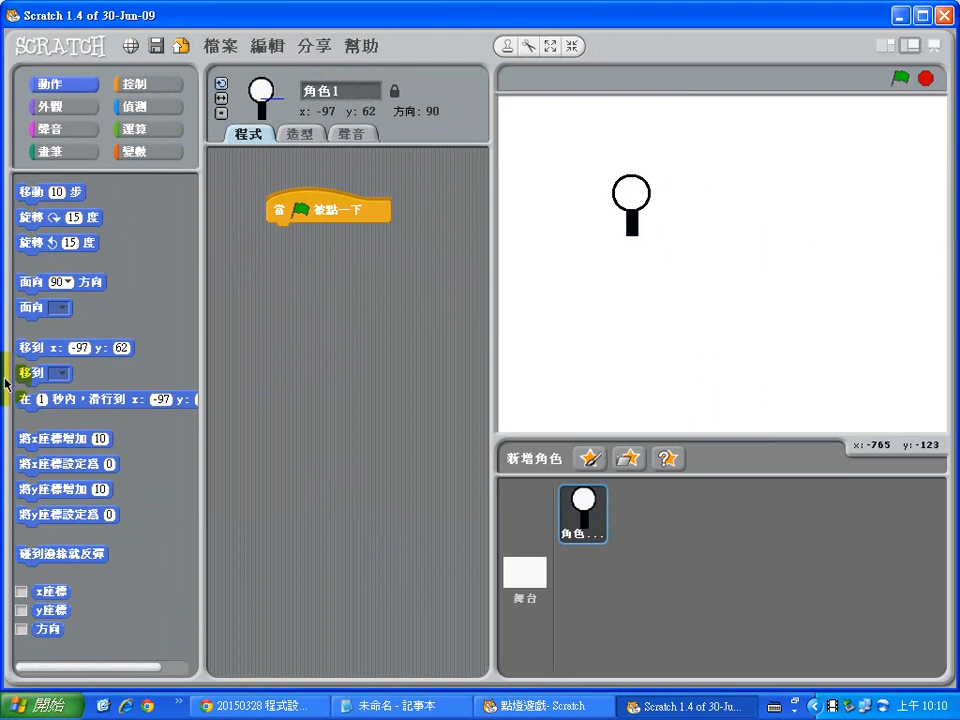 Scratch 1.4 of 30-Jun-09
SCRATCH 檔案 編輯 分享 幫助
動作 控制
外觀 偵測
聲音 運算
畫筆 變數
移動 10 步
旋轉 15 度
旋轉 15 度
面向 90 方向
面向
移到 x: -97 y: 62
移到
在 1 秒內，滑行到 x: -97 y:
將x座標增加 10
將x座標設定為 0
將y座標增加 10
將y座標設定為 0
碰到邊緣就反彈
x座標
y座標
方向
角色1
x: -97 y: 62 方向: 90
程式 造型 聲音
當 被點一下
x: -765 y: -123
新增角色
角色...
舞台
開始
20150328 程式設...
未命名 - 記事本
點燈遊戲- Scratch
Scratch 1.4 of 30-Ju...
上午 10:10